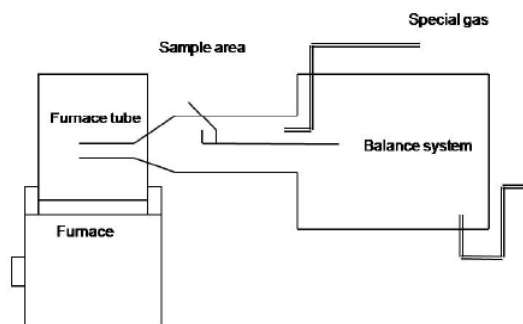 Special gas
Sample area
Furnace tube
Balance system
Furnace